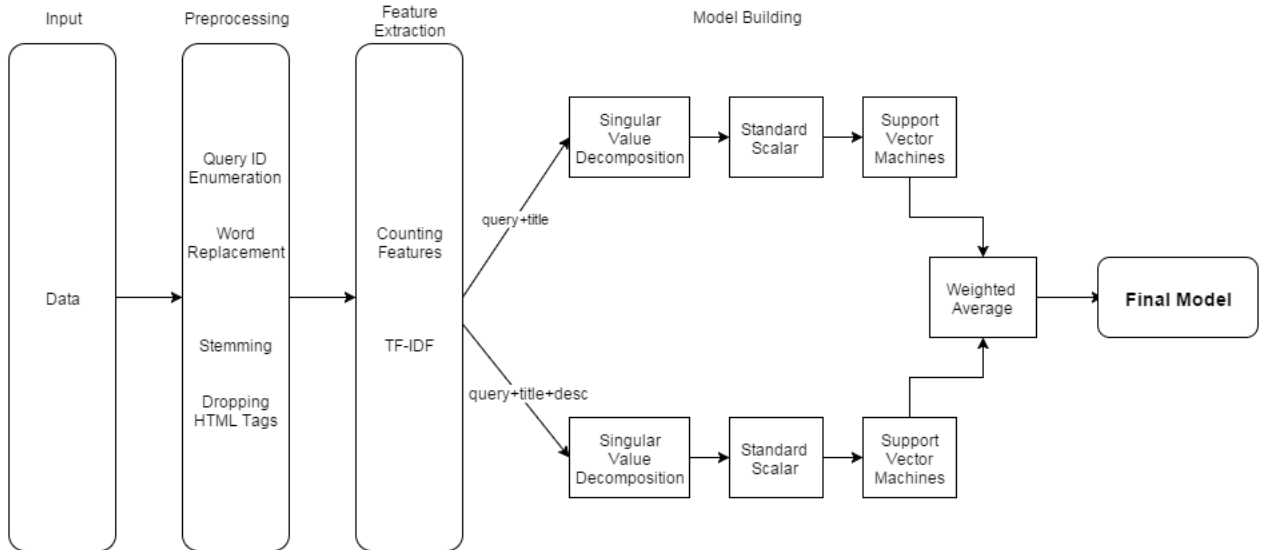 Input
Preprocessing
Feature
Extraction
Model Building
Data
Query ID
Enumeration
Word
Replacement
Stemming
Dropping
HTML Tags
Counting
Features
TF-IDF
query+title
query+title+desc
Singular
Value
Decomposition
Standard
Scalar
Support
Vector
Machines
Singular
Value
Decomposition
Standard
Scalar
Support
Vector
Machines
Weighted
Average
Final Model